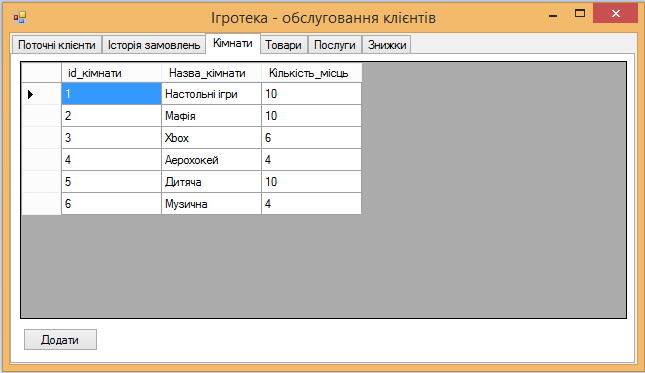 Ігротека - обслуговання клієнтів
Поточні клієнти Історія замовлень Кімнати Товари Послуги Знижки
id_кімнати Назва_кімнати Кількість_місць
1 Настольні ігри 10
2 Мафія 10
3 Xbox 6
4 Аерохокей 4
5 Дитяча 10
6 Музична 4
Додати